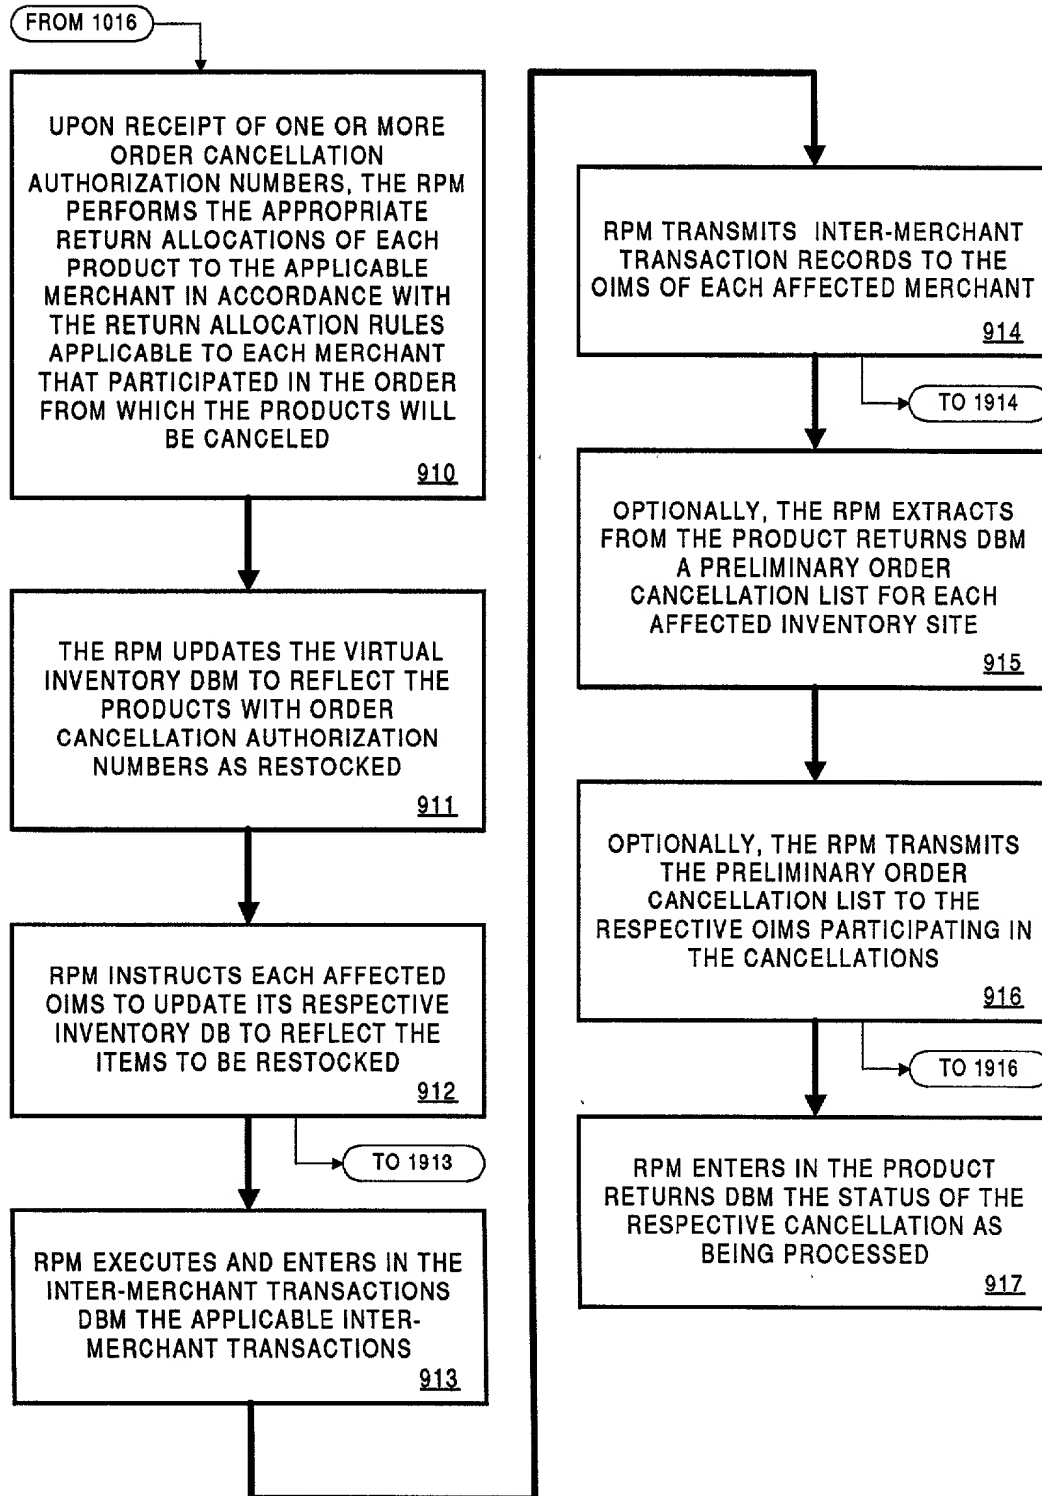 FROM 1016
UPON RECEIPT OF ONE OR MORE
ORDER CANCELLATION
AUTHORIZATION NUMBERS, THE RPM
PERFORMS THE APPROPRIATE
RETURN ALLOCATIONS OF EACH
PRODUCT TO THE APPLICABLE
MERCHANT IN ACCORDANCE WITH
THE RETURN ALLOCATION RULES
APPLICABLE TO EACH MERCHANT
THAT PARTICIPATED IN THE ORDER
FROM WHICH THE PRODUCTS WILL
BE CANCELED
910
THE RPM UPDATES THE VIRTUAL
INVENTORY DBM TO REFLECT THE
PRODUCTS WITH ORDER
CANCELLATION AUTHORIZATION
NUMBERS AS RESTOCKED
911
RPM INSTRUCTS EACH AFFECTED
OIMS TO UPDATE ITS RESPECTIVE
INVENTORY DB TO REFLECT THE
ITEMS TO BE RESTOCKED
912
TO 1913
RPM EXECUTES AND ENTERS IN THE
INTER-MERCHANT TRANSACTIONS
DBM THE APPLICABLE INTER-
MERCHANT TRANSACTIONS
913
RPM TRANSMITS INTER-MERCHANT
TRANSACTION RECORDS TO THE
OIMS OF EACH AFFECTED MERCHANT
914
TO 1914
OPTIONALLY, THE RPM EXTRACTS
FROM THE PRODUCT RETURNS DBM
A PRELIMINARY ORDER
CANCELLATION LIST FOR EACH
AFFECTED INVENTORY SITE
915
OPTIONALLY, THE RPM TRANSMITS
THE PRELIMINARY ORDER
CANCELLATION LIST TO THE
RESPECTIVE OIMS PARTICIPATING IN
THE CANCELLATIONS
916
TO 1916
RPM ENTERS IN THE PRODUCT
RETURNS DBM THE STATUS OF THE
RESPECTIVE CANCELLATION AS
BEING PROCESSED
917